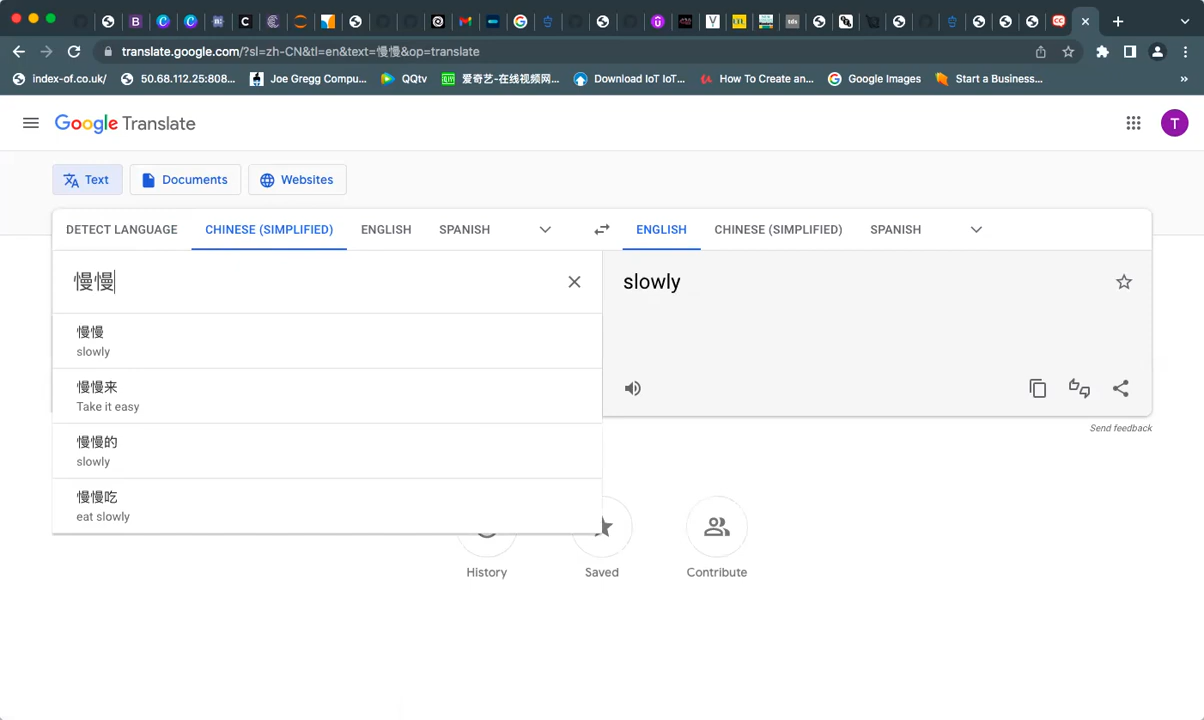 translate.google.com/?sl=zh-CN&tl=en&text=慢慢&op=translate
index-of.co.uk/ 50.68.112.25:808... Joe Gregg Compu... QQtv 爱奇艺-在线视频网... Download IoT IoT... How To Create an... Google Images Start a Business... »
Google Translate
T
Text Documents Websites
DETECT LANGUAGE CHINESE (SIMPLIFIED) ENGLISH SPANISH ENGLISH CHINESE (SIMPLIFIED) SPANISH
慢慢 slowly
慢慢
slowly
慢慢来
Take it easy
慢慢的
slowly
慢慢吃
eat slowly
Send feedback
History Saved Contribute